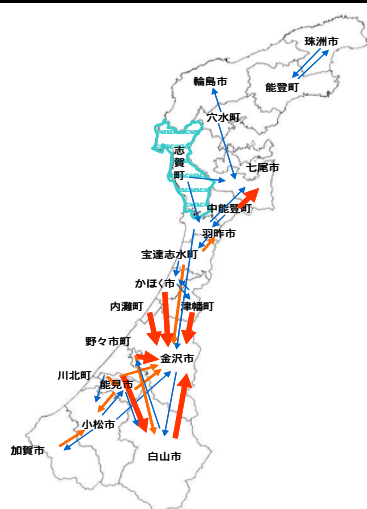 珠洲市
輪島市
能登町
穴水町
志賀町
七尾市
中能登町
羽咋市
宝達志水町
かほく市
内灘町
津幡町
野々市町
金沢市
川北町
能見市
小松市
加賀市
白山市